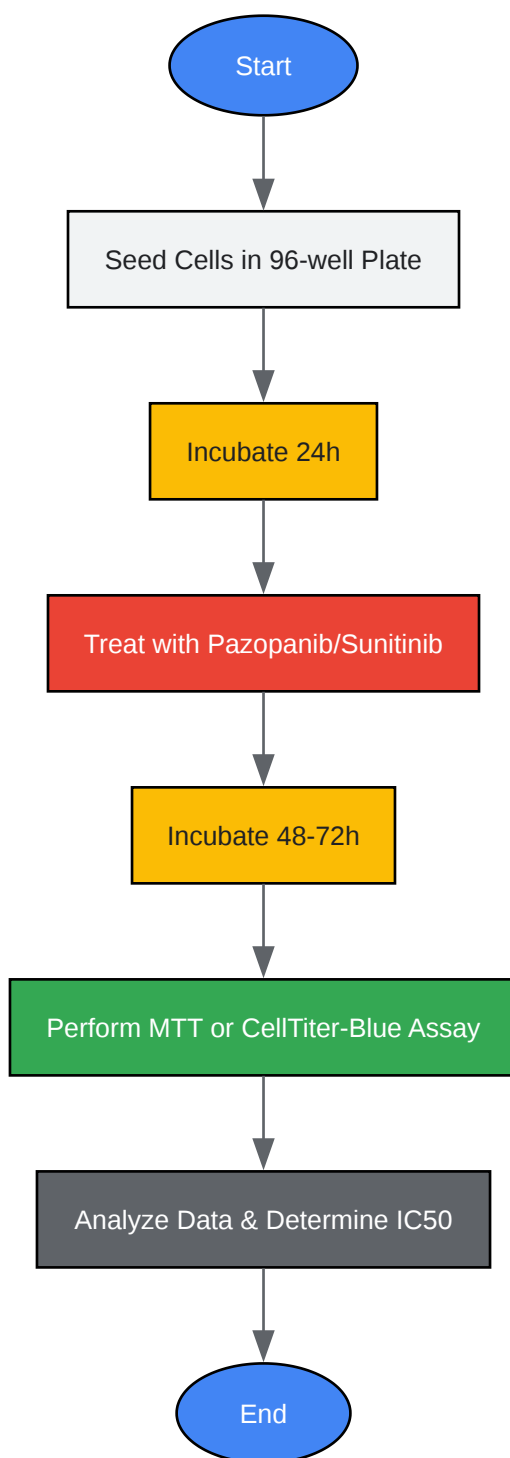 Start
Seed Cells in 96-well Plate
Incubate 24h
Treat with Pazopanib/Sunitinib
Incubate 48-72h
Perform MTT or CellTiter-Blue Assay
Analyze Data & Determine IC50
End